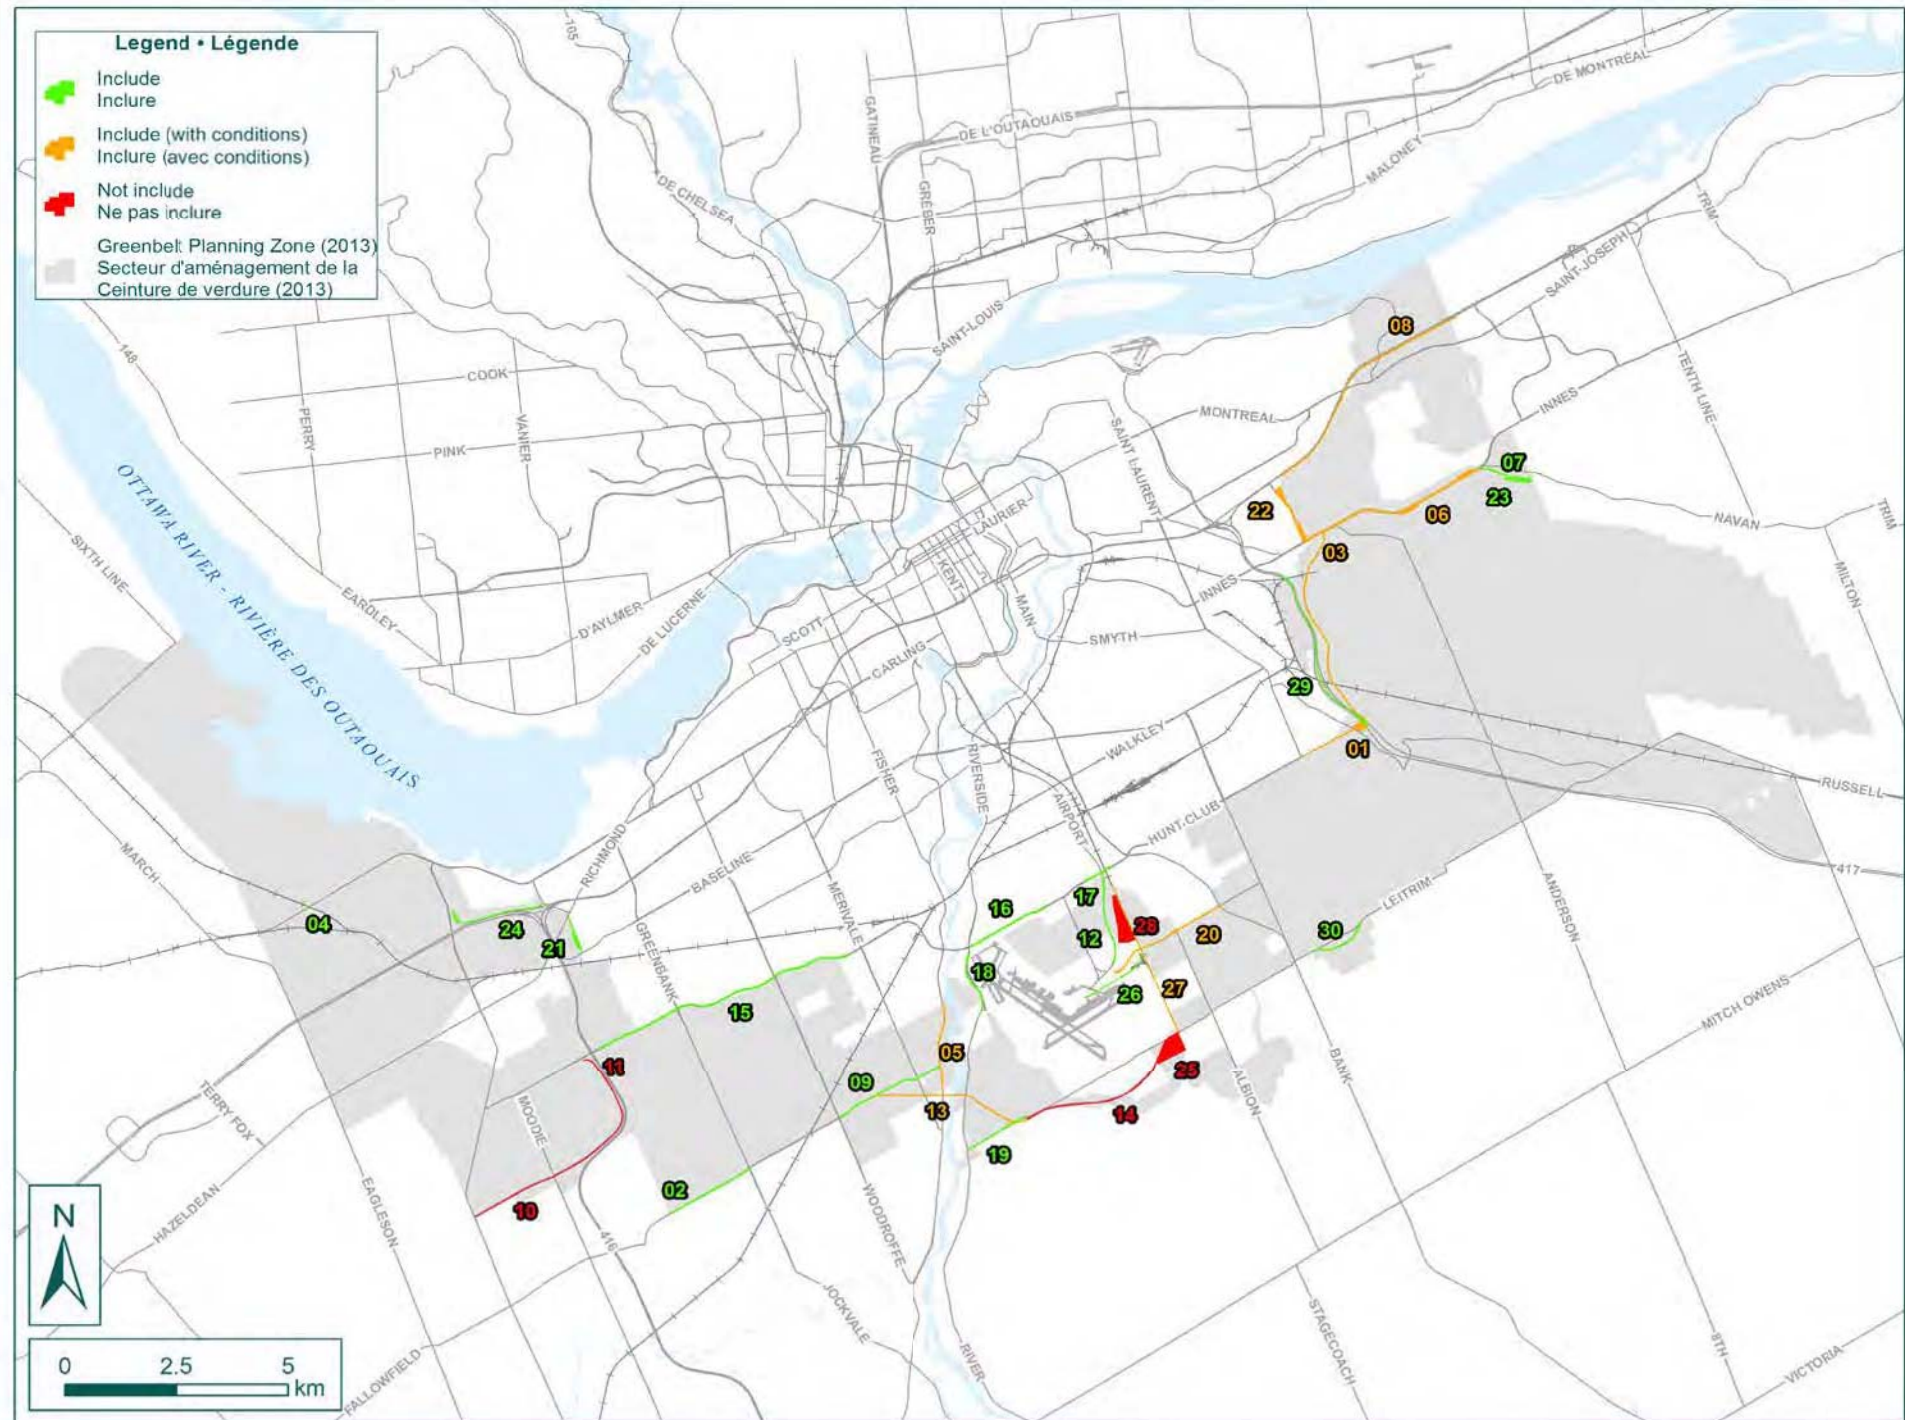 Legend • Légende
Include
Inclure
Include (with conditions)
Inclure (avec conditions)
Not include
Ne pas inclure
Greenbelt Planning Zone (2013)
Secteur d'aménagement de la
Ceinture de verdure (2013)
105
GATINEAU
DE L'OUTAOUAIS
DE MONTRÉAL
MALONEY
GRÉBER
DE CHELSEA
TRIM
SAINT-JOSEPH
SAINT-LOUIS
08
148
COOK
PERRY
VANIER
PINK
MONTREAL
SAINT LAURENT
TENTH LINE
INNES
07
23
22
06
03
NAVAN
TRIM
MILTON
OTTAWA RIVER - RIVIÈRE DES OUTAOUAIS
SIXTH LINE
EARDLEY
D'AYLMER
DE LUCERNE
LAURIER
KENT
MAIN
SCOTT
CARLING
INNES
SMYTH
29
01
WALKLEY
FISHER
RIVERSIDE
AIRPORT
HUNT CLUB
RUSSELL
417
MARCH
RICHMOND
BASELINE
MERIVALE
GREENBANK
LEITRIM
ANDERSON
04
24
21
16
17
12
28
20
30
18
26
27
15
MITCH OWENS
11
05
09
13
25
14
19
02
10
TERRY FOX
HAZELDEAN
EAGLESON
MOODIE
416
WOODROFFE
JOCKVALE
FALLOWFIELD
RIVER
ALBION
BANK
STAGECOACH
8TH
VICTORIA
N
0 2.5 5
km